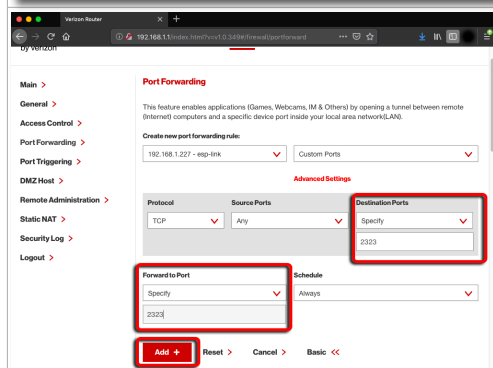 Verizon Router
192.168.1.1/index.html?v=v1.0.349#/firewall/portforward
by verizon
Main
General
Access Control
Port Forwarding
Port Triggering
DMZ Host
Remote Administration
Static NAT
Security Log
Logout
Port Forwarding
This feature enables applications (Games, Webcams, IM & Others) by opening a tunnel between remote
(Internet) computers and a specific device port inside your local area network(LAN).
Create new port forwarding rule:
192.168.1.227 - esp-link
Custom Ports
Advanced Settings
Protocol
Source Ports
Destination Ports
TCP
Any
Specify
2323
Forward to Port
Schedule
Specify
Always
2323
Add +
Reset >
Cancel >
Basic <<